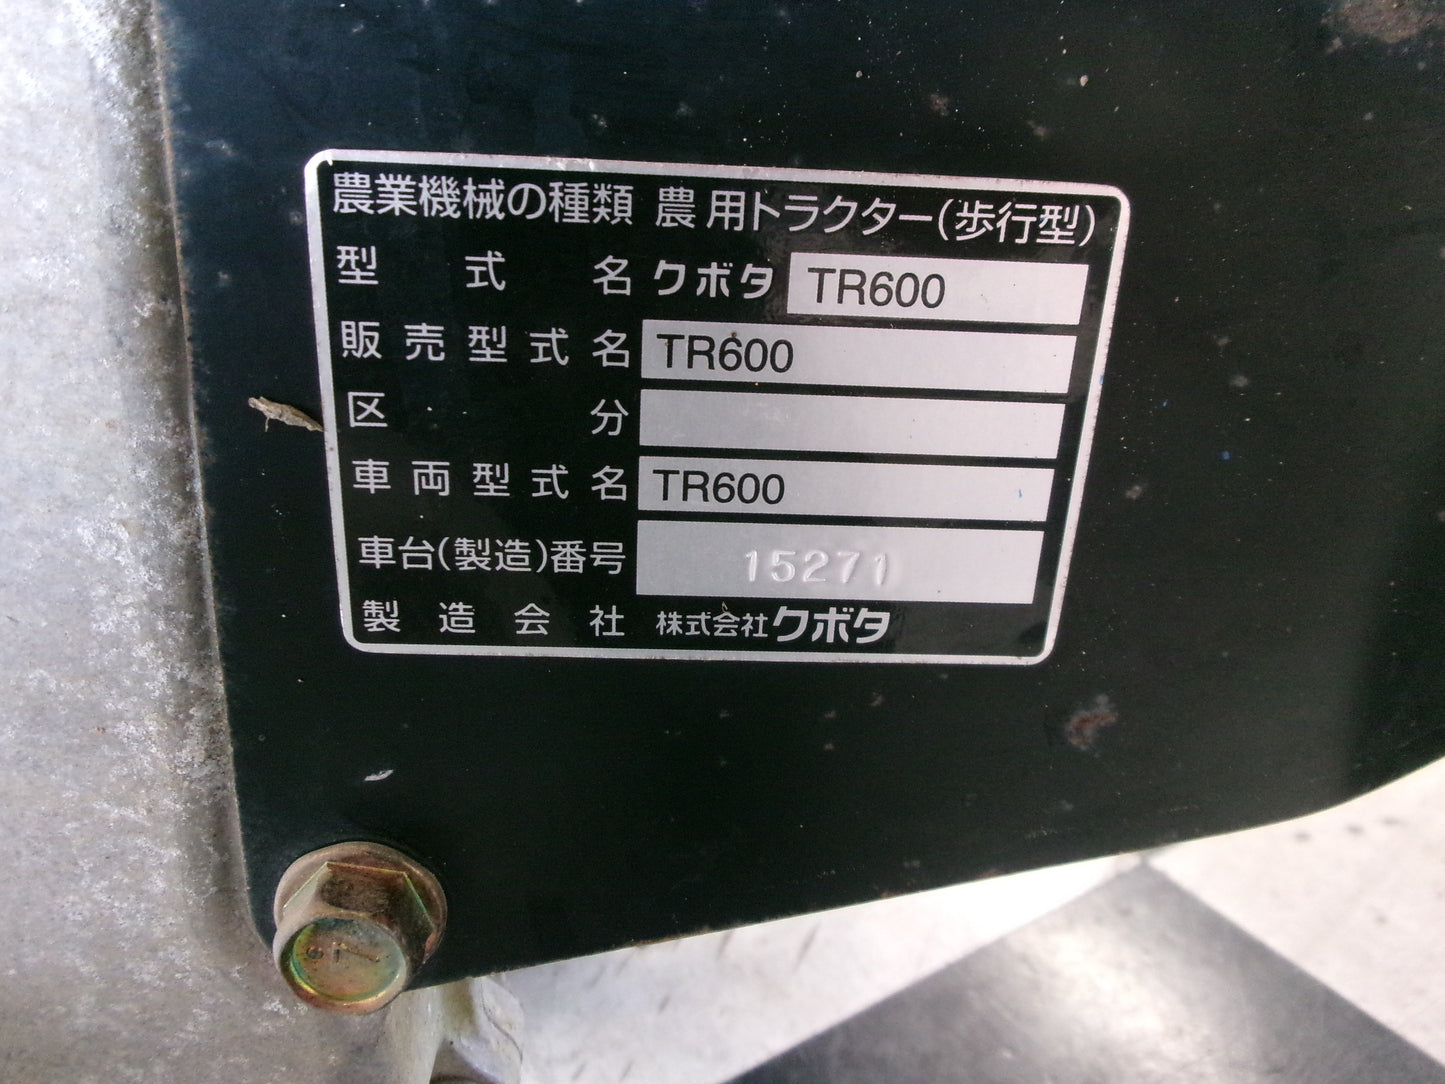 農業機械の種類 農用トラクター(歩行型)
型式名 クボタ TR600
販売型式名 TR600
区分
車両型式名 TR600
車台(製造)番号 15271
製造会社 株式会社クボタ
7